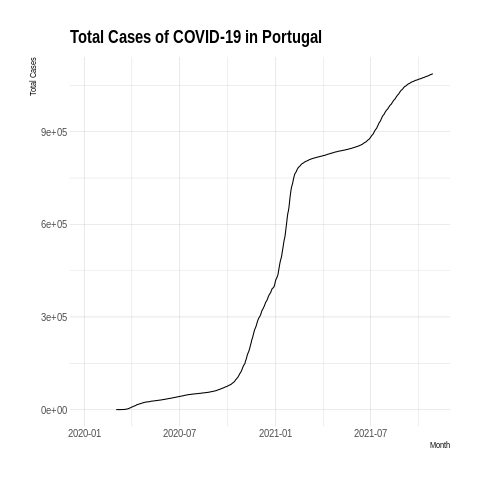 Total Cases of COVID-19 in Portugal
Total Cases
9e+05
6e+05
3e+05
0e+00
2020-01 2020-07 2021-01 2021-07
Month